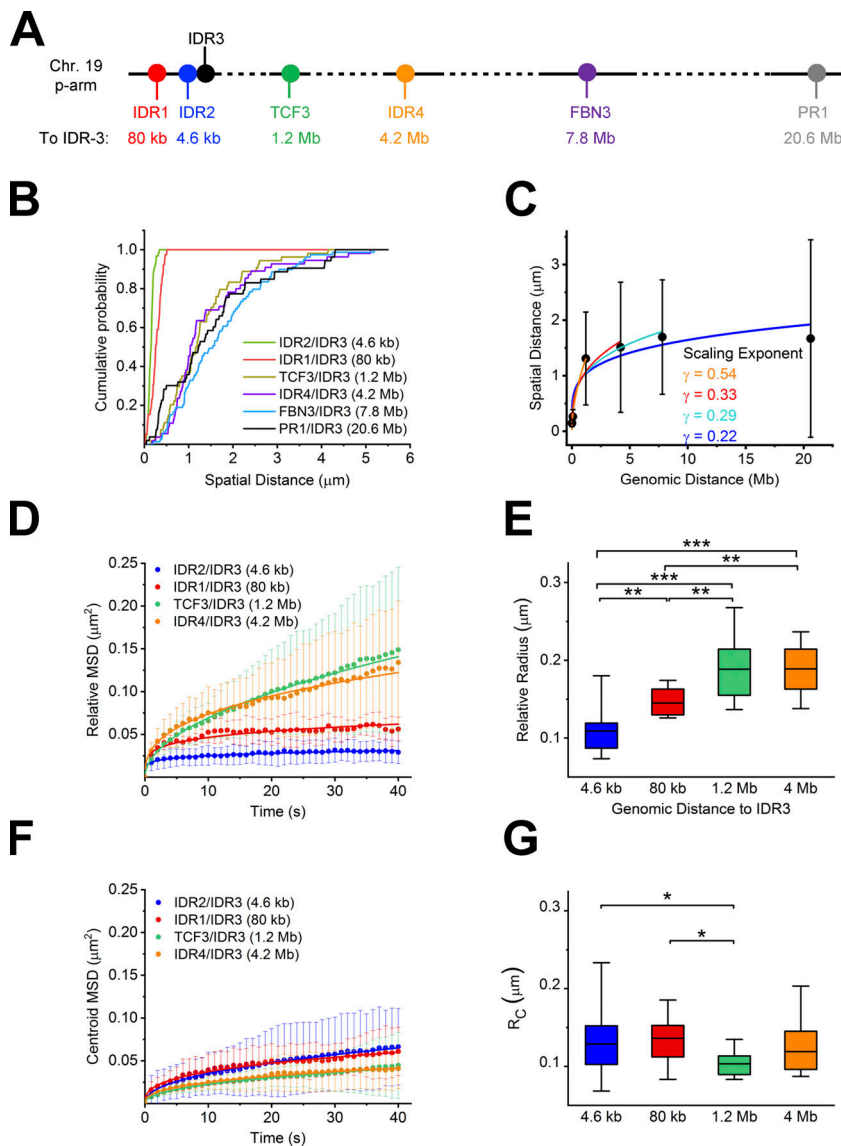 A
IDR3
Chr. 19
p-arm
IDR1 IDR2 TCF3 IDR4 FBN3 PR1
To IDR-3: 80 kb 4.6 kb 1.2 Mb 4.2 Mb 7.8 Mb 20.6 Mb
B
Cumulative probability
1.0
0.8
0.6
0.4
0.2
0 1 2 3 4 5 6
Spatial Distance (μm)
IDR2/IDR3 (4.6 kb)
IDR1/IDR3 (80 kb)
TCF3/IDR3 (1.2 Mb)
IDR4/IDR3 (4.2 Mb)
FBN3/IDR3 (7.8 Mb)
PR1/IDR3 (20.6 Mb)
C
Spatial Distance (μm)
3
2
1
0
0 5 10 15 20
Genomic Distance (Mb)
Scaling Exponent
γ = 0.54
γ = 0.33
γ = 0.29
γ = 0.22
D
Relative MSD (μm²)
0.25
0.20
0.15
0.10
0.05
0 10 20 30 40
Time (s)
IDR2/IDR3 (4.6 kb)
IDR1/IDR3 (80 kb)
TCF3/IDR3 (1.2 Mb)
IDR4/IDR3 (4.2 Mb)
E
Relative Radius (μm)
0.3
0.2
0.1
***
**
***
** **
4.6 kb 80 kb 1.2 Mb 4 Mb
Genomic Distance to IDR3
F
Centroid MSD (μm²)
0.25
0.20
0.15
0.10
0.05
0 10 20 30 40
Time (s)
IDR2/IDR3 (4.6 kb)
IDR1/IDR3 (80 kb)
TCF3/IDR3 (1.2 Mb)
IDR4/IDR3 (4.2 Mb)
G
R_C (μm)
0.3
0.2
0.1
*
*
4.6 kb 80 kb 1.2 Mb 4 Mb